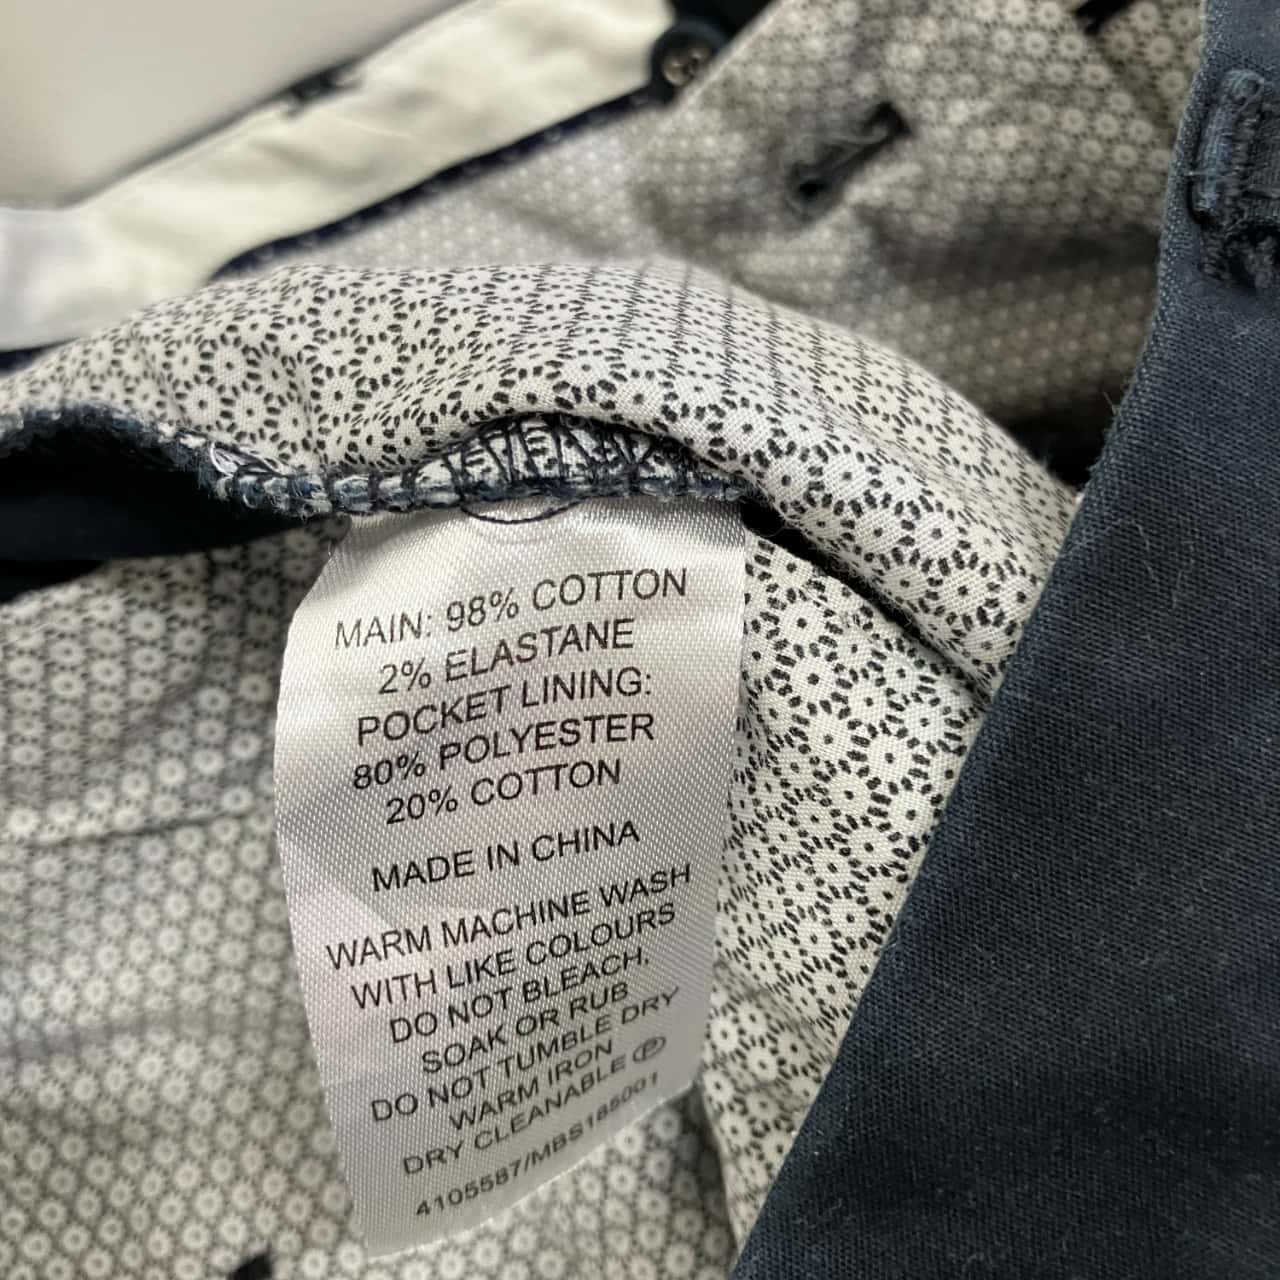 MAIN: 98% COTTON
2% ELASTANE
POCKET LINING:
80% POLYESTER
20% COTTON
MADE IN CHINA
WARM MACHINE WASH
WITH LIKE COLOURS
DO NOT BLEACH,
SOAK OR RUB
DO NOT TUMBLE DRY
WARM IRON
DRY CLEANABLE Ⓟ
4105587/MBS185001